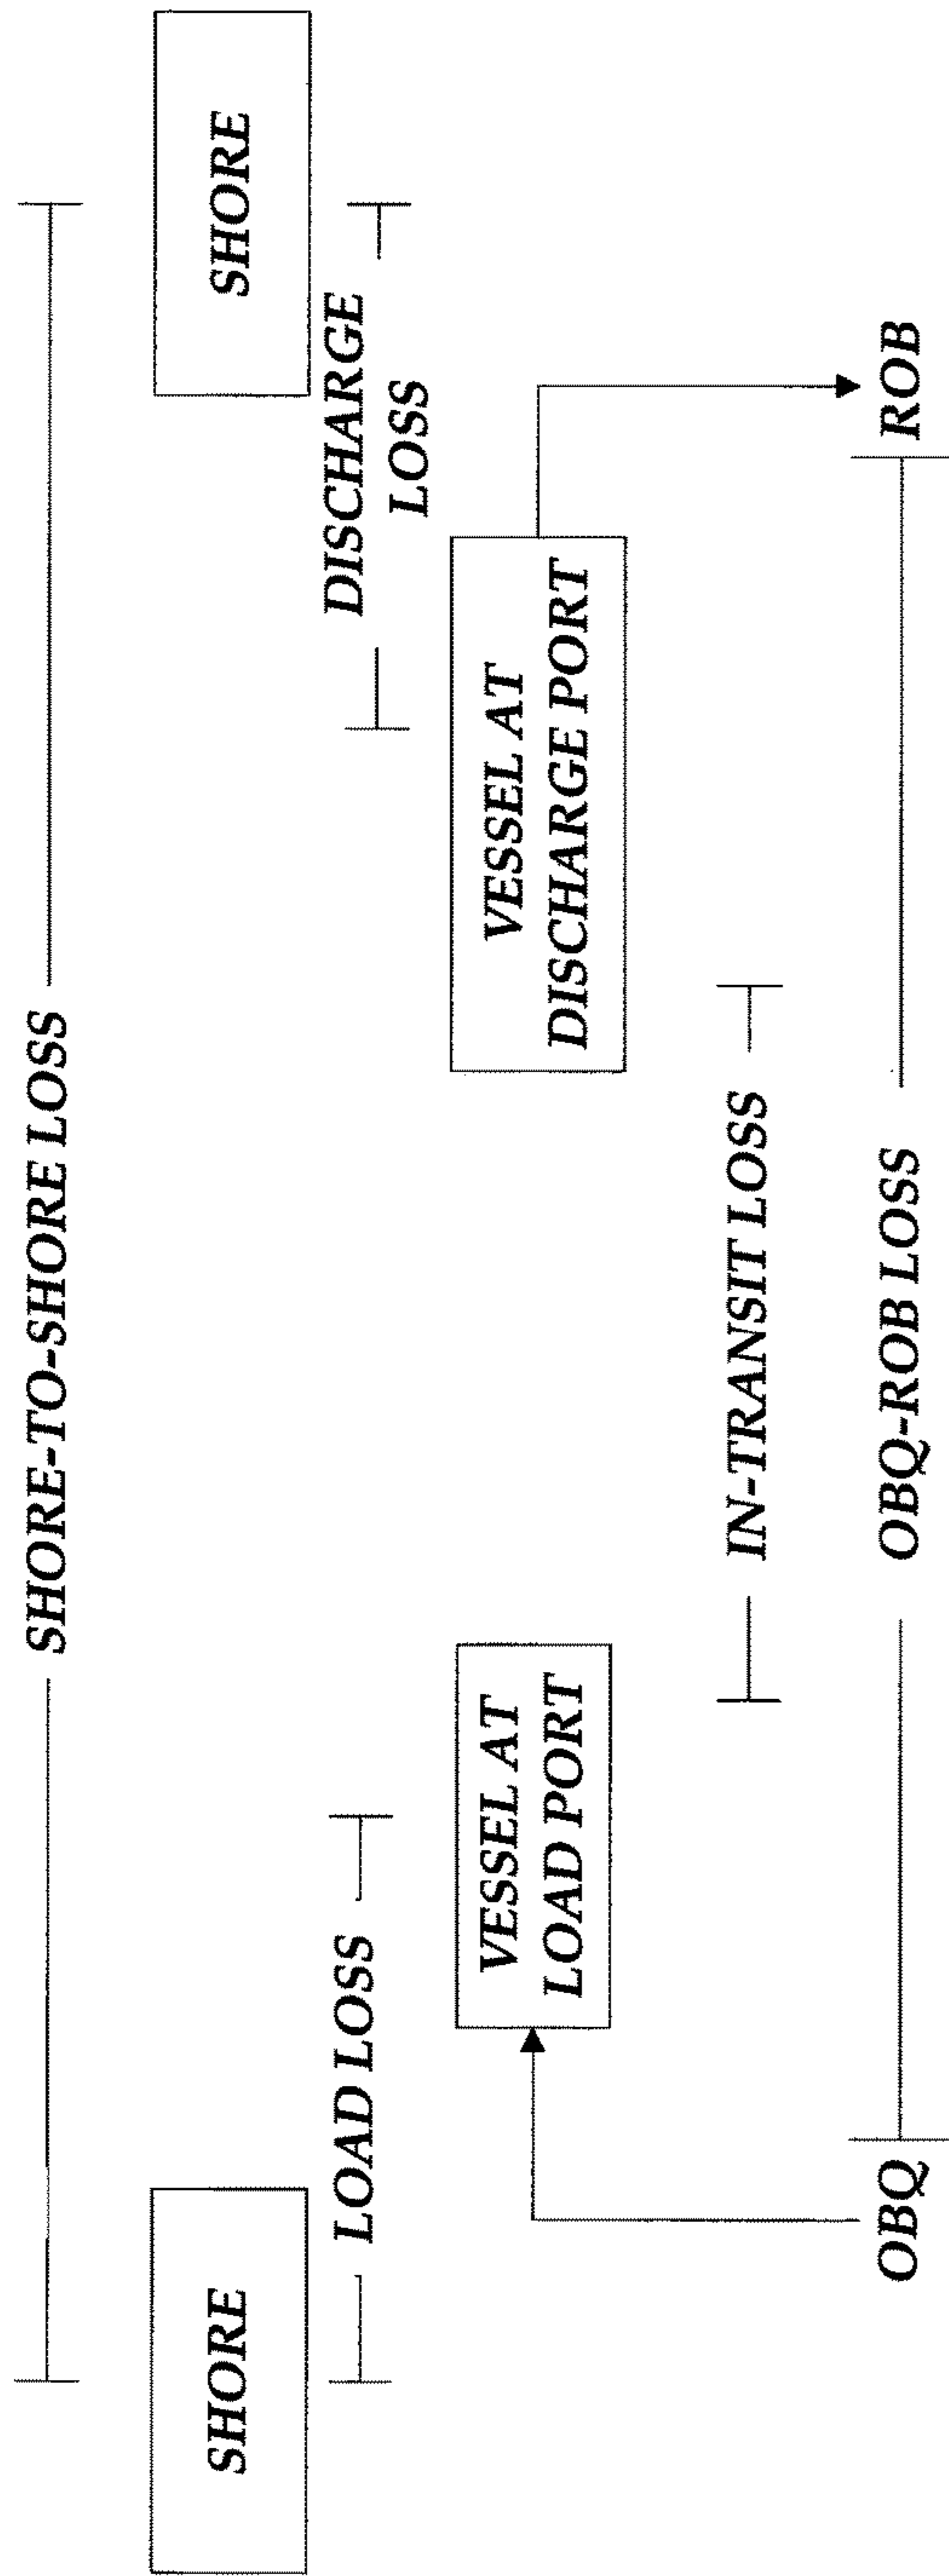 SHORE-TO-SHORE LOSS
SHORE
SHORE
LOAD LOSS
DISCHARGE
LOSS
VESSEL AT
LOAD PORT
VESSEL AT
DISCHARGE PORT
IN-TRANSIT LOSS
OBQ
OBQ-ROB LOSS
ROB